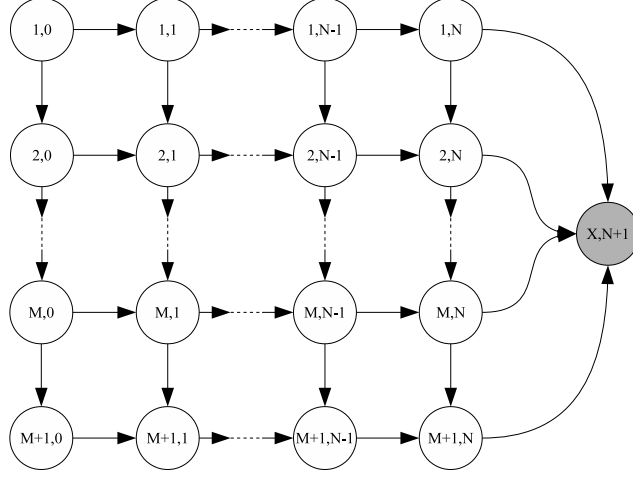 1,0 1,1 1,N-1 1,N
2,0 2,1 2,N-1 2,N
X,N+1
M,0 M,1 M,N-1 M,N
M+1,0 M+1,1 M+1,N-1 M+1,N